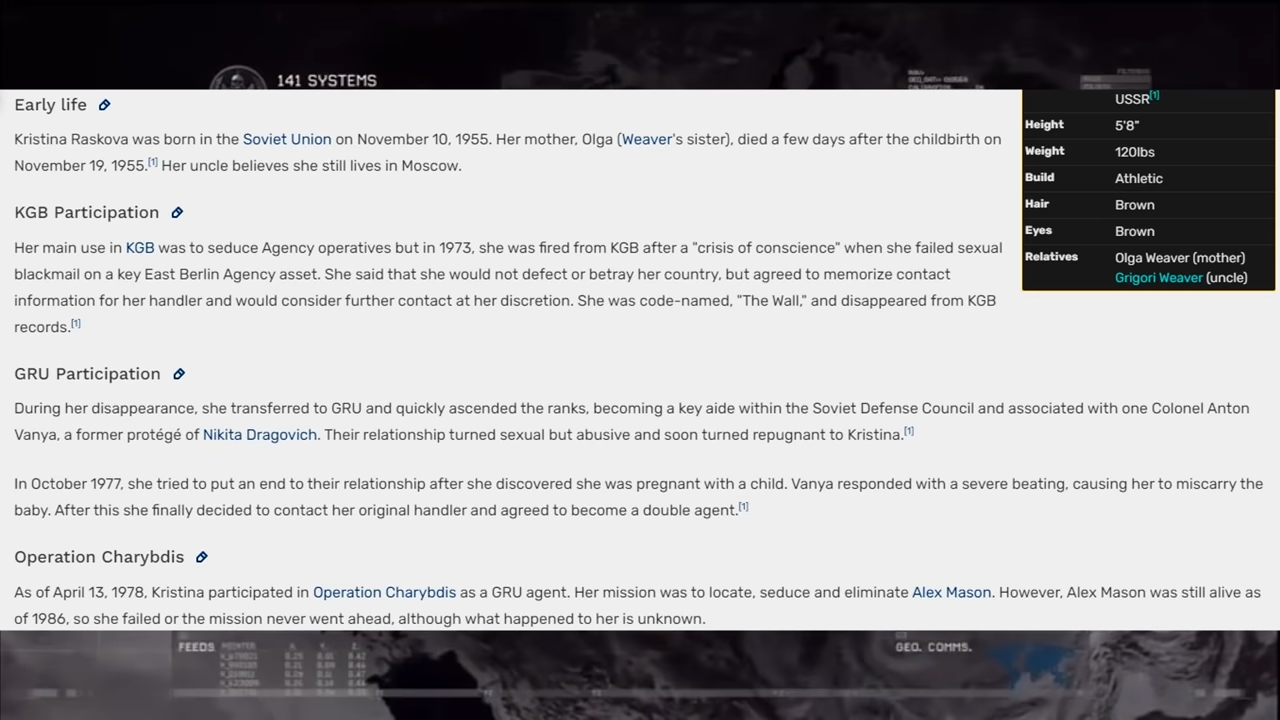 141 SYSTEMS
Early life
Kristina Raskova was born in the Soviet Union on November 10, 1955. Her mother, Olga (Weaver's sister), died a few days after the childbirth on
November 19, 1955.[1] Her uncle believes she still lives in Moscow.
KGB Participation
Her main use in KGB was to seduce Agency operatives but in 1973, she was fired from KGB after a "crisis of conscience" when she failed sexual
blackmail on a key East Berlin Agency asset. She said that she would not defect or betray her country, but agreed to memorize contact
information for her handler and would consider further contact at her discretion. She was code-named, "The Wall," and disappeared from KGB
records.[1]
USSR[1]
Height 5'8"
Weight 120lbs
Build Athletic
Hair Brown
Eyes Brown
Relatives Olga Weaver (mother)
Grigori Weaver (uncle)
GRU Participation
During her disappearance, she transferred to GRU and quickly ascended the ranks, becoming a key aide within the Soviet Defense Council and associated with one Colonel Anton
Vanya, a former protégé of Nikita Dragovich. Their relationship turned sexual but abusive and soon turned repugnant to Kristina.[1]
In October 1977, she tried to put an end to their relationship after she discovered she was pregnant with a child. Vanya responded with a severe beating, causing her to miscarry the
baby. After this she finally decided to contact her original handler and agreed to become a double agent.[1]
Operation Charybdis
As of April 13, 1978, Kristina participated in Operation Charybdis as a GRU agent. Her mission was to locate, seduce and eliminate Alex Mason. However, Alex Mason was still alive as
of 1986, so she failed or the mission never went ahead, although what happened to her is unknown.
FEEDS
GEO. COMMS.